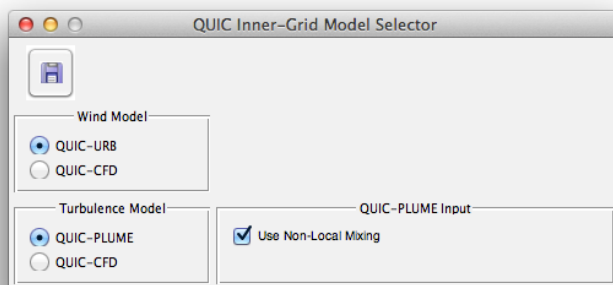 QUIC Inner-Grid Model Selector
Wind Model
QUIC-URB
QUIC-CFD
Turbulence Model
QUIC-PLUME
QUIC-CFD
QUIC-PLUME Input
Use Non-Local Mixing